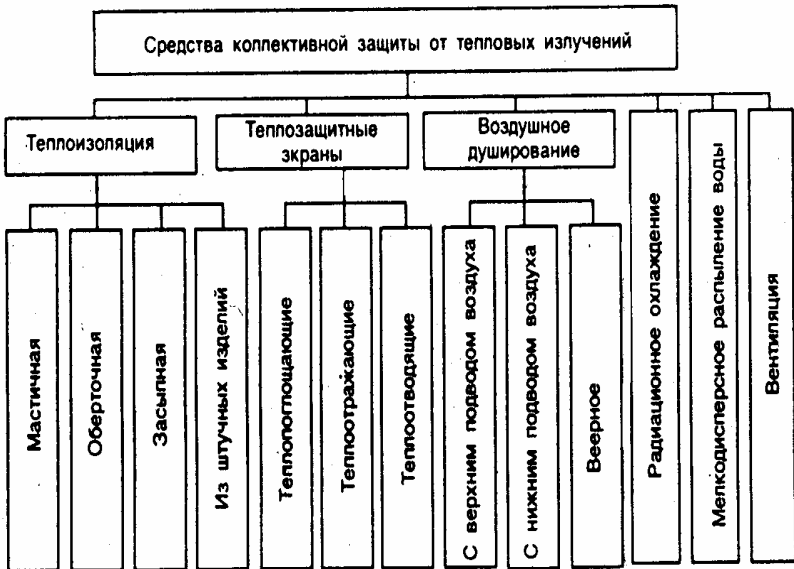 Средства коллективной защиты от тепловых излучений
Теплоизоляция
Теплозащитные
зкраны
Воздушное
душирование
Мастичная
Оберточная
Засыпная
Из штучных изделий
Теплопоглощающие
Теплоотражающие
Теплоотводящие
С верхним подводом воздуха
С нижним подводом воздуха
Веерное
Радиационное охлаждение
Мелкодисперсное распыление воды
Вентиляция